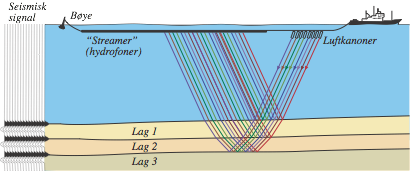 Seismisk
signal
Bøye
“Streamer”
(hydrofoner)
Luftkanoner
Lag 1
Lag 2
Lag 3